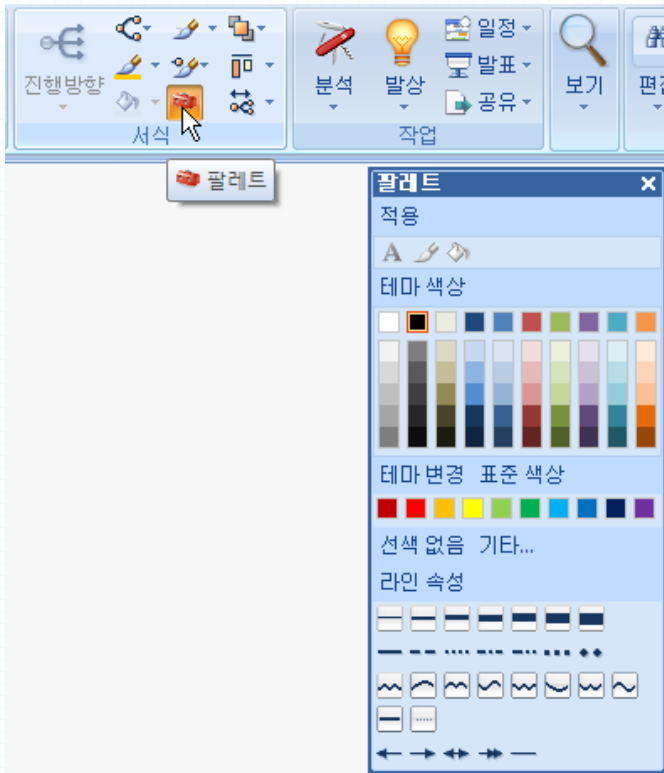 진행방향
서식
분석
발상
일정
발표
공유
작업
보기
팔레트
팔레트
적용
A
테마 색상
테마 변경 표준 색상
선색 없음 기타...
라인 속성